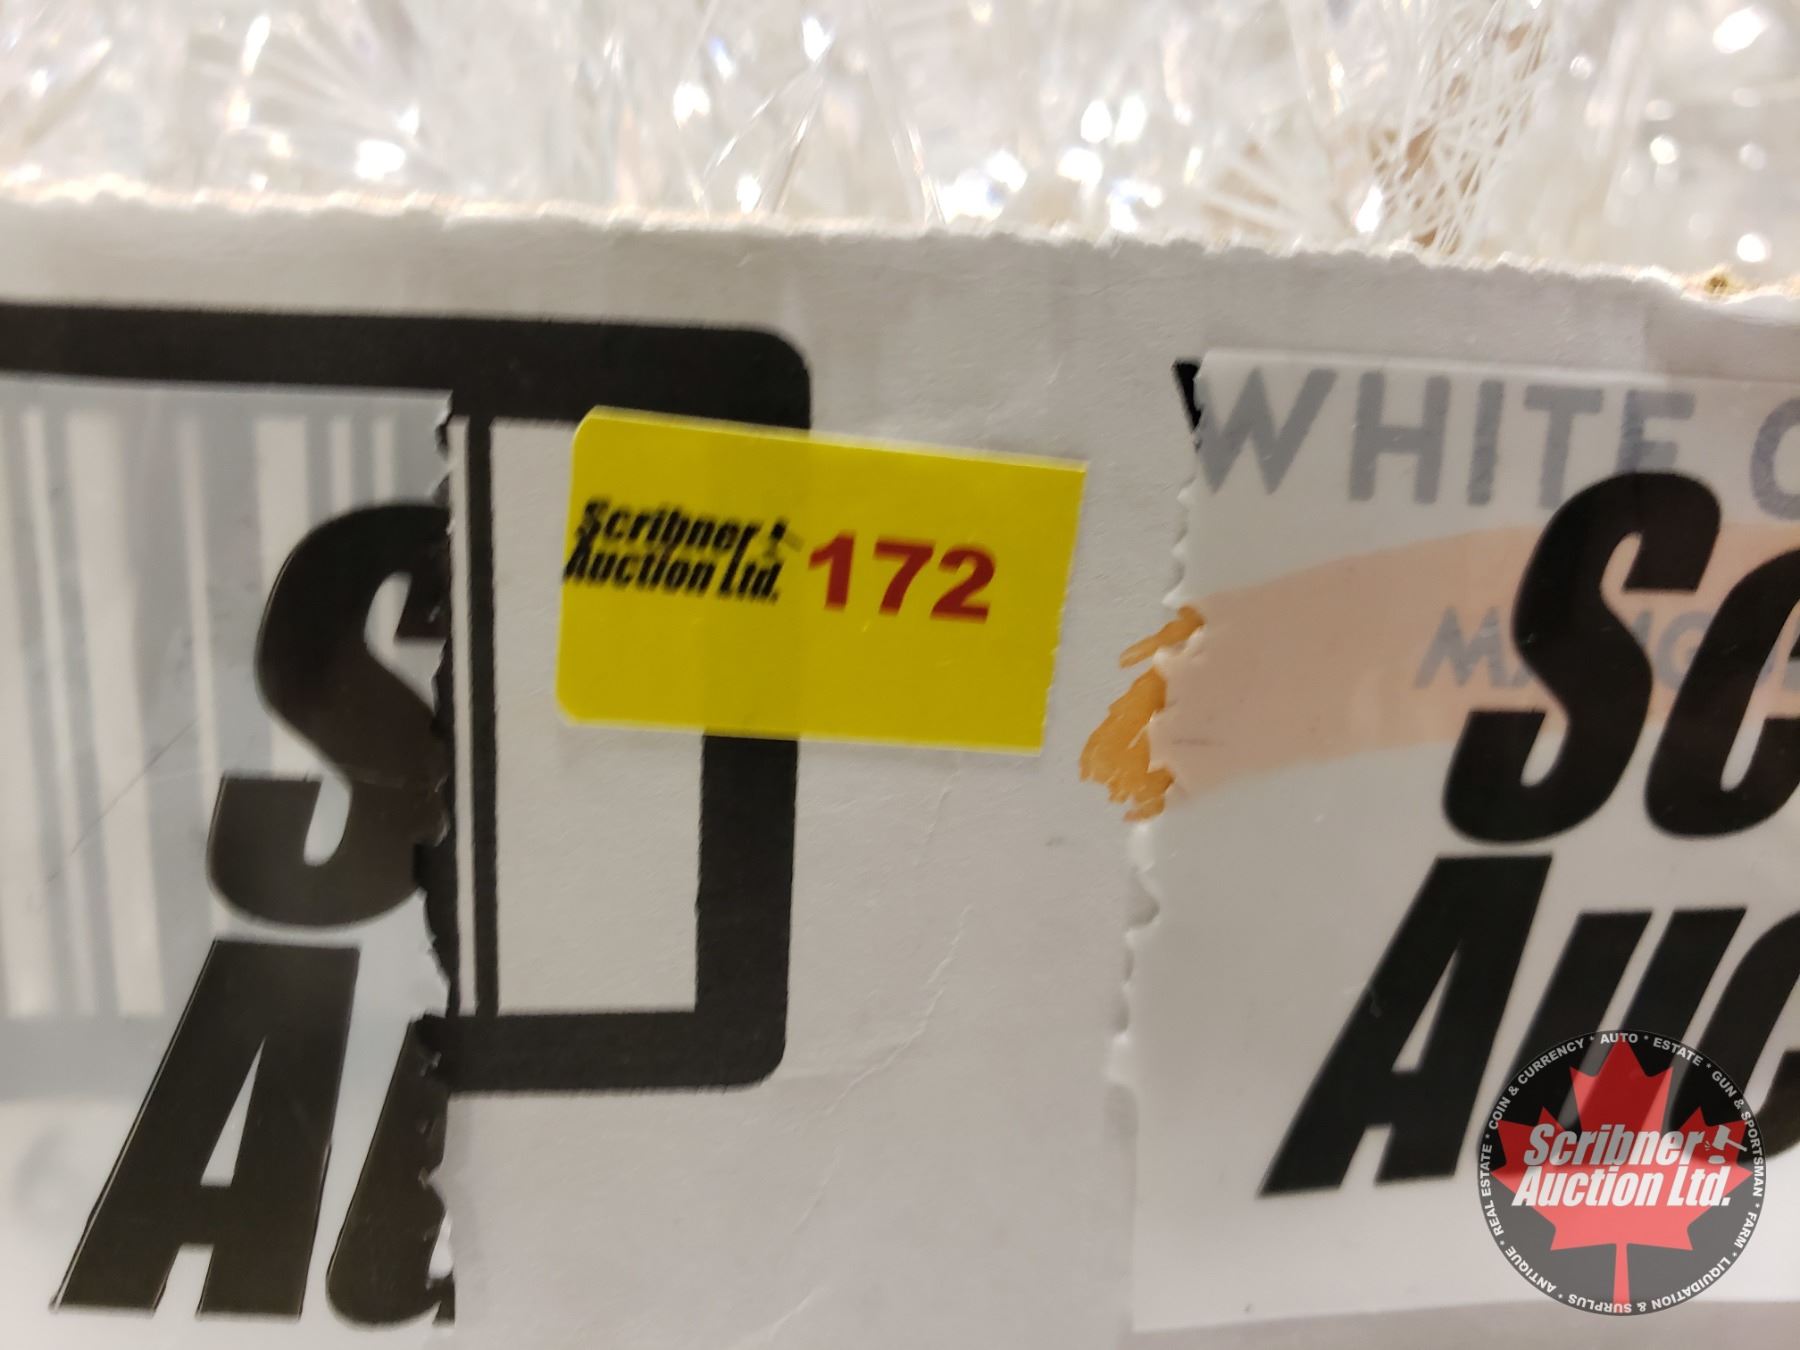 WHITE
Scribner
Auction Ltd.
172
Sc
Auc
S
Au
COIN & CURRENCY * AUTO * ESTATE * GUN & SPORTSMAN * FARM * LIQUIDATION & SURPLUS * ANTIQUE * REAL ESTATE *
Scribner
Auction Ltd.